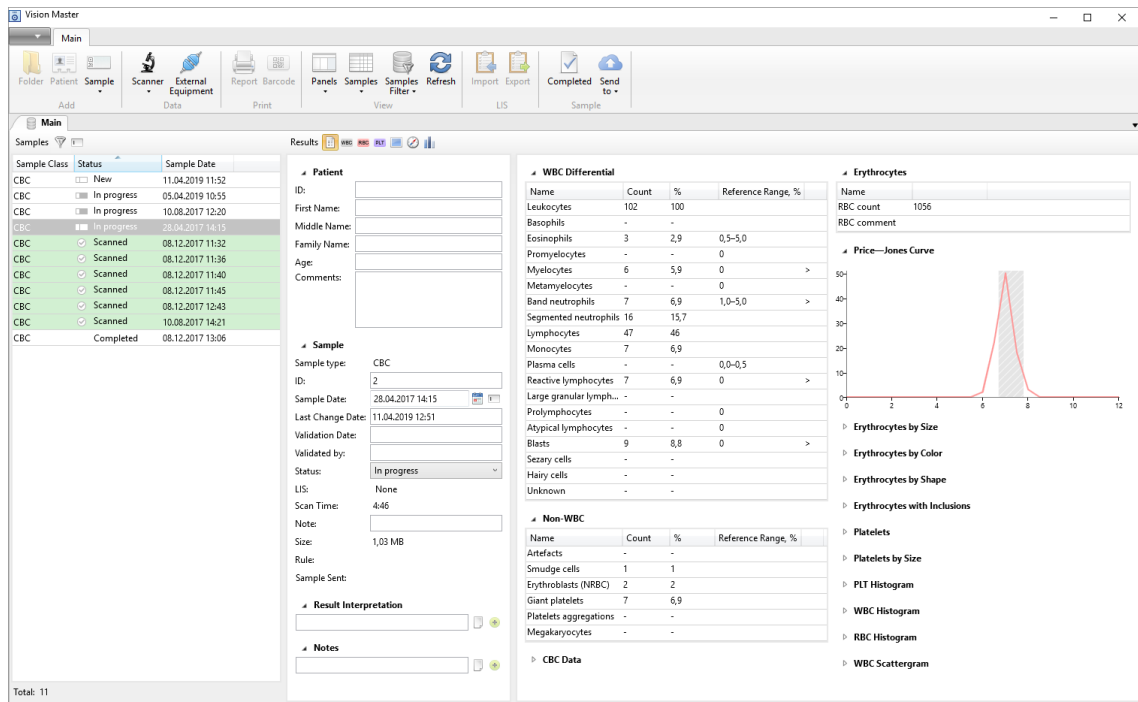 Vision Master
Main
Folder Patient Sample Scanner External Equipment Report Barcode Panels Samples Samples Filter Refresh Import Export Completed Send to
Add Data Print View LIS Sample
Main
Samples
Results WBC RBC PLT
Sample Class Status Sample Date
CBC New 11.04.2019 11:52
CBC In progress 05.04.2019 10:55
CBC In progress 10.08.2017 12:20
CBC In progress 28.04.2017 14:15
CBC Scanned 08.12.2017 11:32
CBC Scanned 08.12.2017 11:36
CBC Scanned 08.12.2017 11:40
CBC Scanned 08.12.2017 11:45
CBC Scanned 08.12.2017 12:43
CBC Scanned 10.08.2017 14:21
CBC Completed 08.12.2017 13:06
Total: 11
Patient
ID:
First Name:
Middle Name:
Family Name:
Age:
Comments:
Sample
Sample type: CBC
ID: 2
Sample Date: 28.04.2017 14:15
Last Change Date: 11.04.2019 12:51
Validation Date:
Validated by:
Status: In progress
LIS: None
Scan Time: 4:46
Note:
Size: 1,03 MB
Rule:
Sample Sent:
Result Interpretation
Notes
WBC Differential
Name Count % Reference Range, %
Leukocytes 102 100
Basophils - -
Eosinophils 3 2,9 0,5–5,0
Promyelocytes - - 0
Myelocytes 6 5,9 0 >
Metamyelocytes - - 0
Band neutrophils 7 6,9 1,0–5,0 >
Segmented neutrophils 16 15,7
Lymphocytes 47 46
Monocytes 7 6,9
Plasma cells - - 0,0–0,5
Reactive lymphocytes 7 6,9 0 >
Large granular lymph... - -
Prolymphocytes - - 0
Atypical lymphocytes - - 0
Blasts 9 8,8 0 >
Sezary cells - -
Hairy cells - -
Unknown - -
Non-WBC
Name Count % Reference Range, %
Artefacts - -
Smudge cells 1 1
Erythroblasts (NRBC) 2 2
Giant platelets 7 6,9
Platelets aggregations - -
Megakaryocytes - -
CBC Data
Erythrocytes
Name
RBC count 1056
RBC comment
Price—Jones Curve
50
40
30
20
10
0
0 2 4 6 8 10 12
Erythrocytes by Size
Erythrocytes by Color
Erythrocytes by Shape
Erythrocytes with Inclusions
Platelets
Platelets by Size
PLT Histogram
WBC Histogram
RBC Histogram
WBC Scattergram